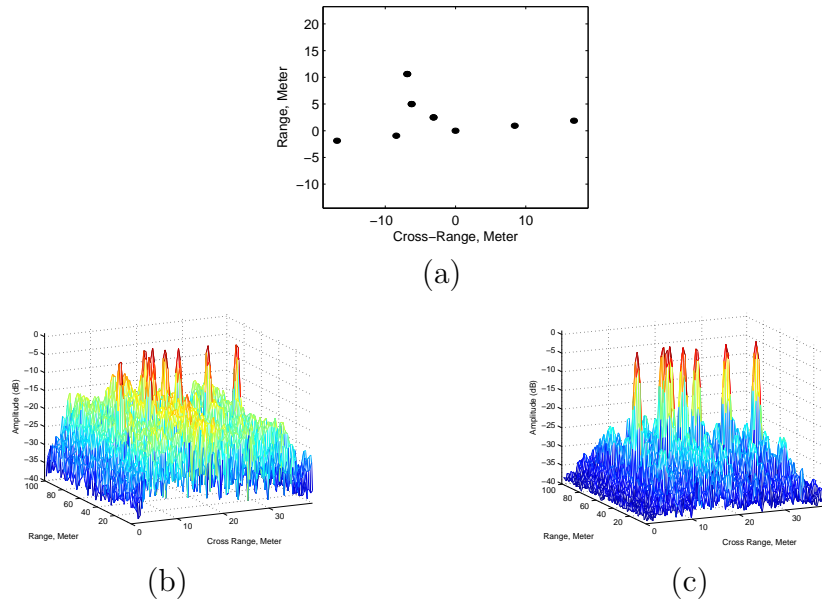 20
15
10
5
0
−5
−10
Range, Meter
−10 0 10
Cross−Range, Meter
(a)
0
−5
−10
−15
−20
−25
−30
−35
−40
Amplitude (dB)
100
80
60
40
20
Range, Meter
0 10 20 30
Cross Range, Meter
(b)
0
−5
−10
−15
−20
−25
−30
−35
−40
Amplitude (dB)
100
80
60
40
20
Range, Meter
0 10 20 30
Cross Range, Meter
(c)